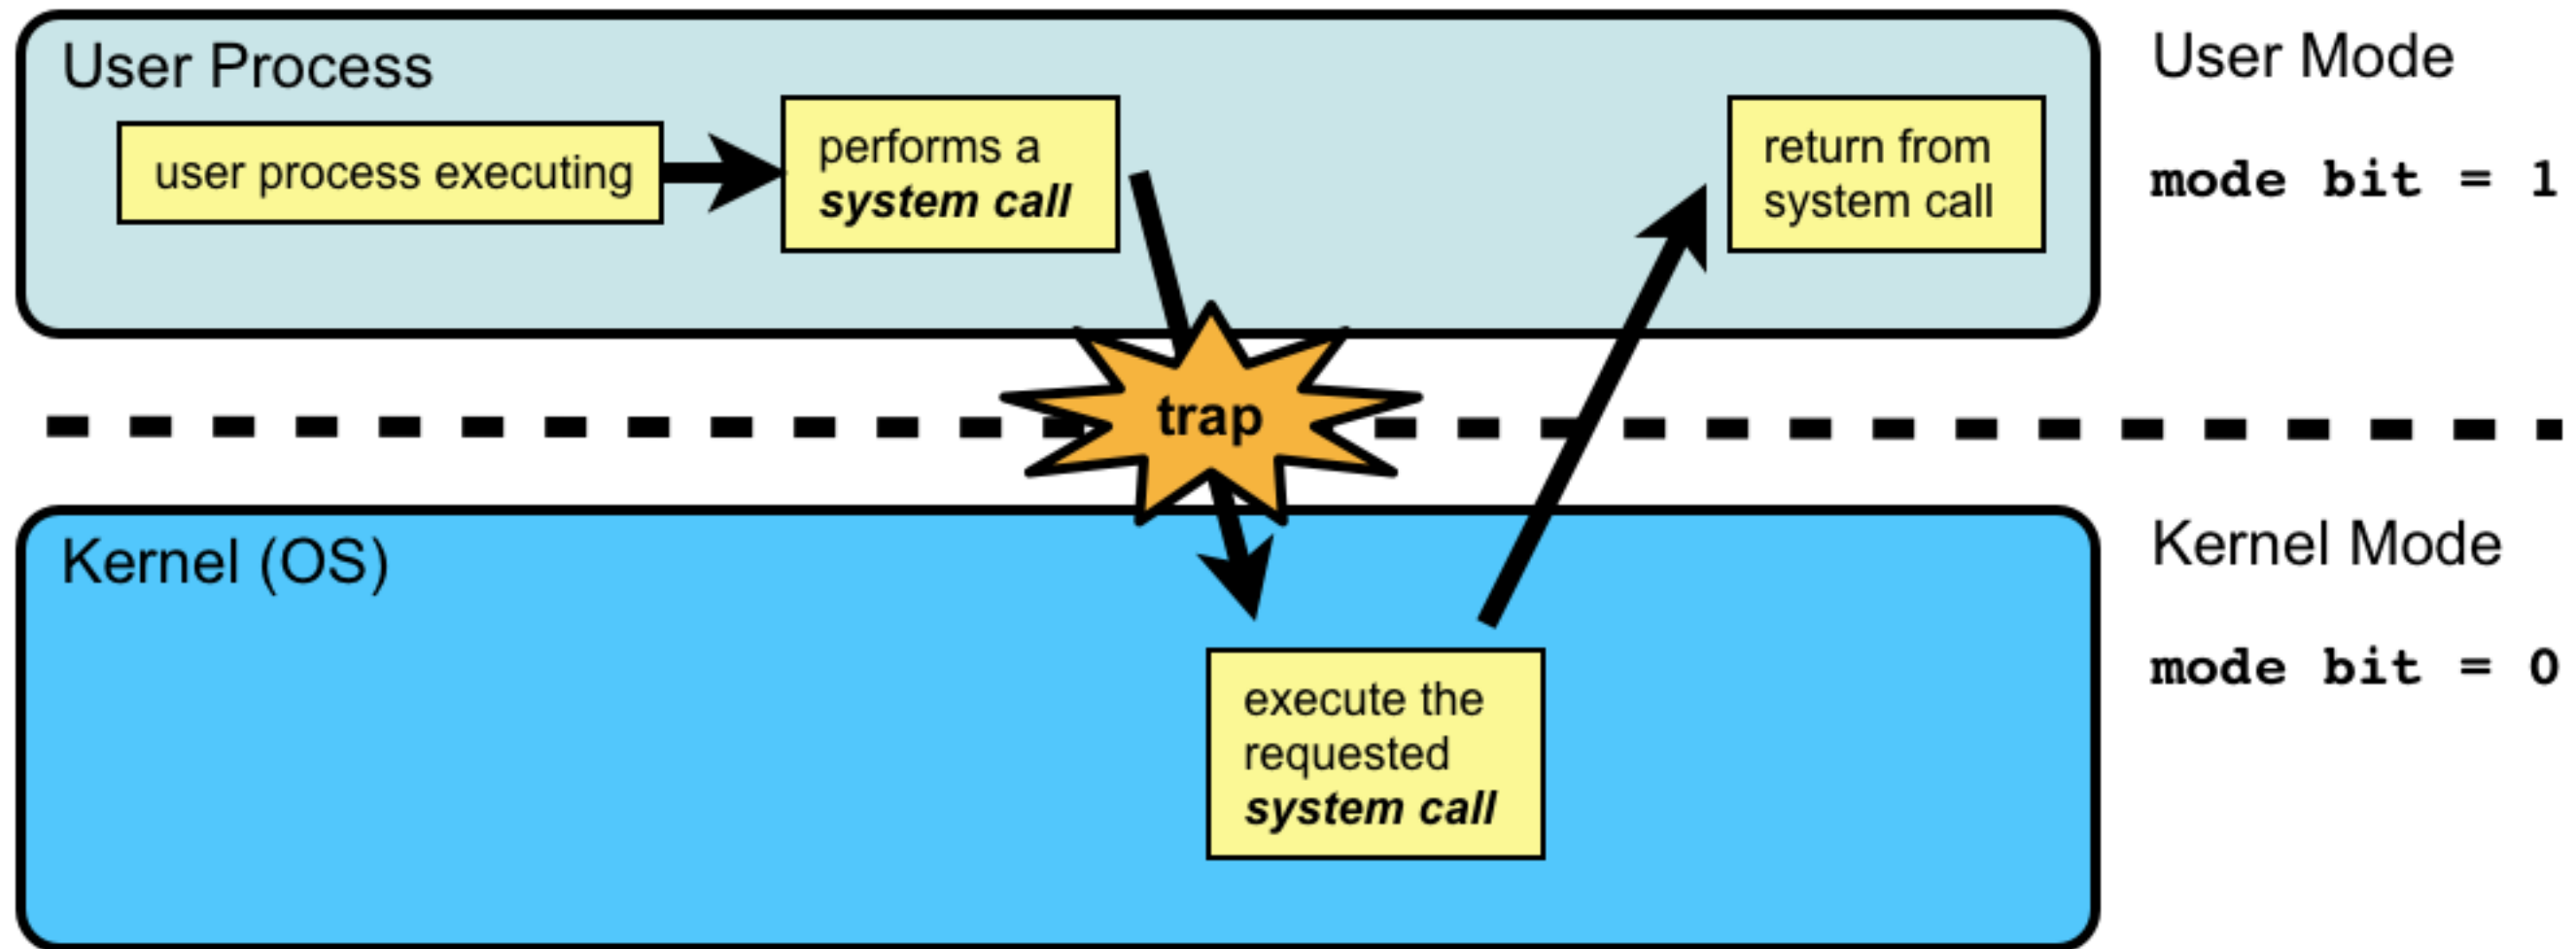 User Process
user process executing
performs a
system call
return from
system call
User Mode
mode bit = 1
trap
Kernel (OS)
execute the
requested
system call
Kernel Mode
mode bit = 0